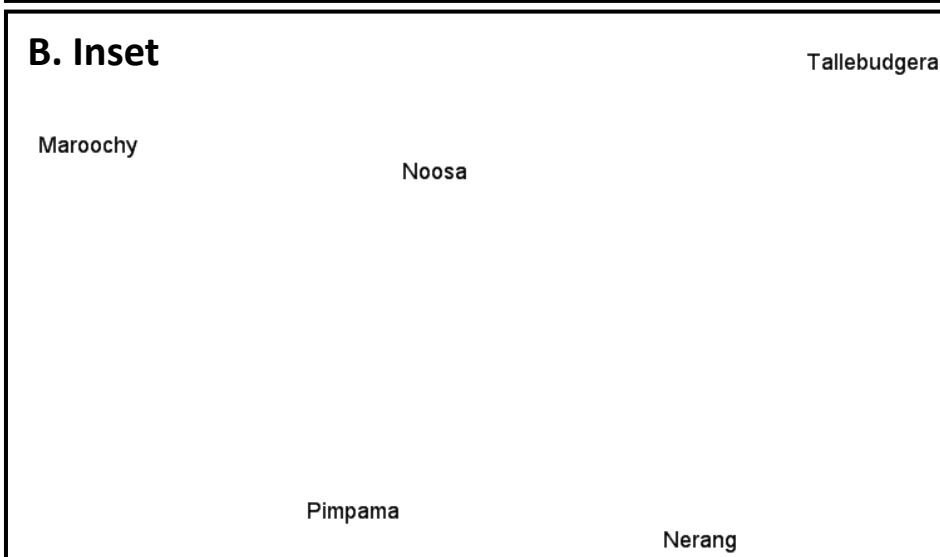 B. Inset
Tallebudgera
Maroochy
Noosa
Pimpama
Nerang